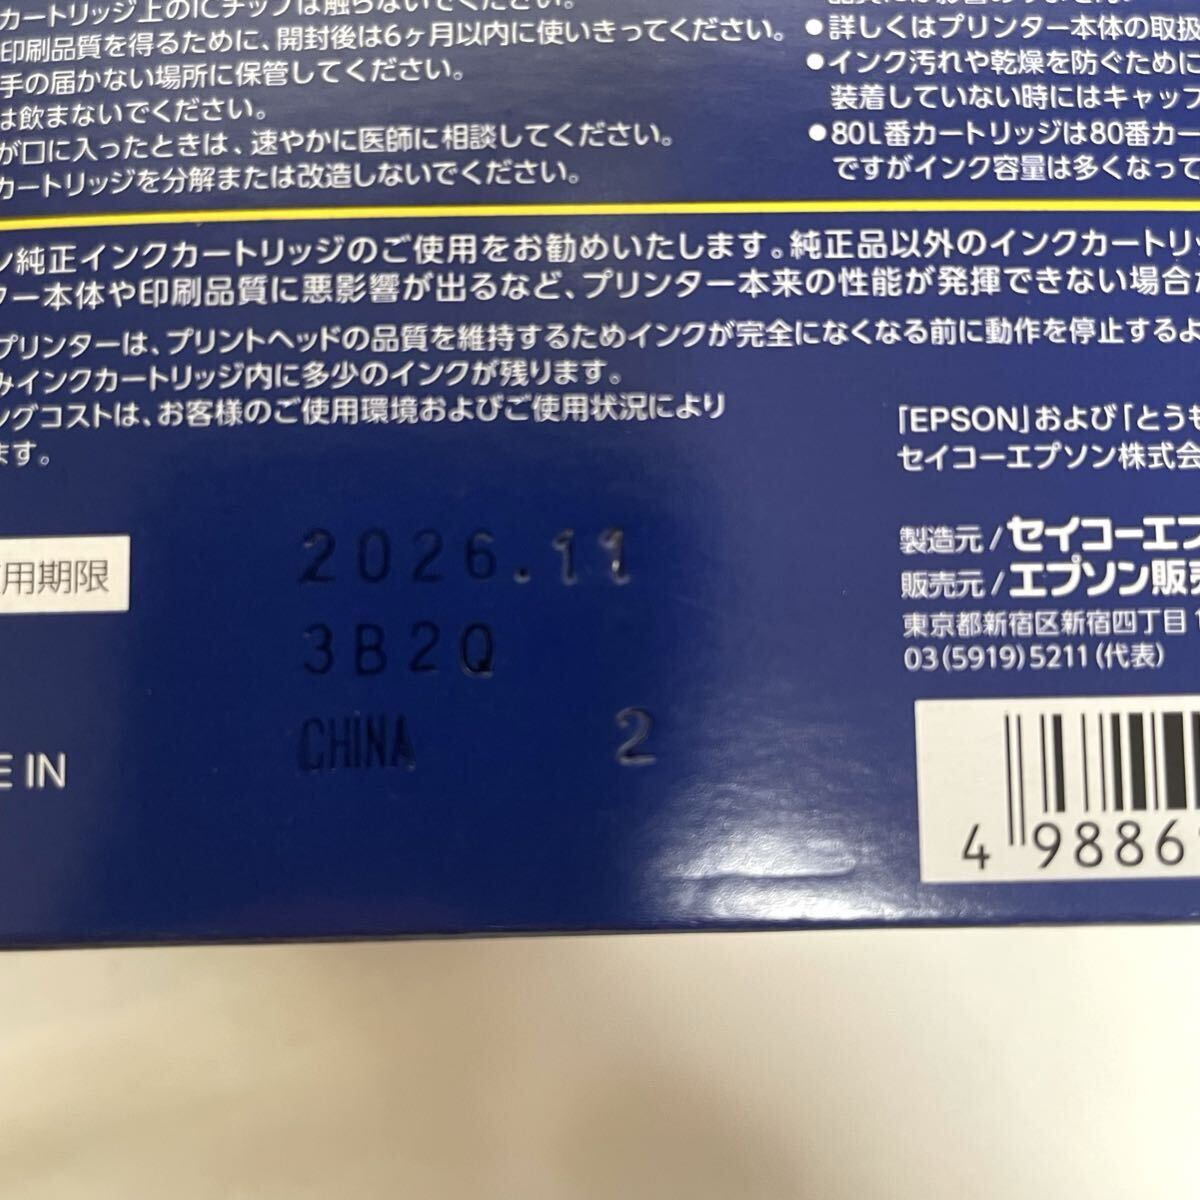 カートリッジ上のICチップは触らないでください。
印刷品質を得るために、開封後は6ヶ月以内に使いきってください。
手の届かない場所に保管してください。
は飲まないでください。
が口に入ったときは、速やかに医師に相談してください。
カートリッジを分解または改造しないでください。
●詳しくはプリンター本体の取扱
●インク汚れや乾燥を防ぐために
装着していない時にはキャップ
●80L番カートリッジは80番カー
ですがインク容量は多くなって
ン純正インクカートリッジのご使用をお勧めいたします。純正品以外のインクカートリッ
ター本体や印刷品質に悪影響が出るなど、プリンター本来の性能が発揮できない場合が
プリンターは、プリントヘッドの品質を維持するためインクが完全になくなる前に動作を停止するよ
みインクカートリッジ内に多少のインクが残ります。
ングコストは、お客様のご使用環境およびご使用状況により
ます。
「EPSON」および「とうも
セイコーエプソン株式会
用期限
2026.11
3B2Q
CHINA 2
E IN
製造元/セイコーエプ
販売元/エプソン販売
東京都新宿区新宿四丁目1
03(5919)5211(代表)
4 98869